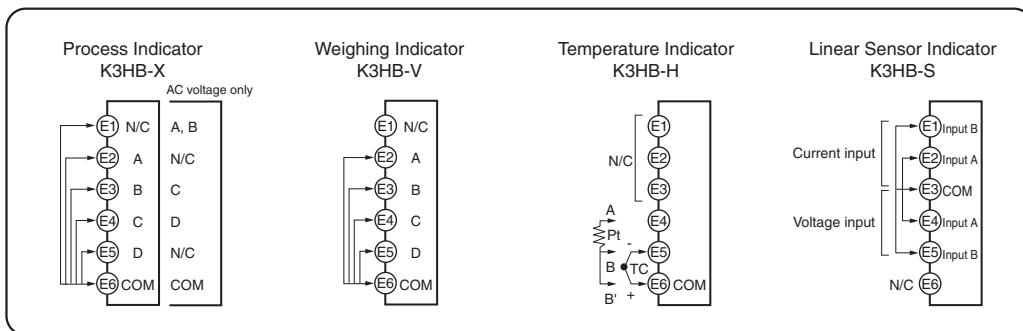 Process Indicator
K3HB-X
AC voltage only
E1 N/C A, B
E2 A N/C
E3 B C
E4 C D
E5 D N/C
E6 COM COM
Weighing Indicator
K3HB-V
E1 N/C
E2 A
E3 B
E4 C
E5 D
E6 COM
Temperature Indicator
K3HB-H
E1
N/C E2
E3
A E4
Pt
- E5
B TC
E6 COM
B' +
Linear Sensor Indicator
K3HB-S
E1 Input B
Current input
E2 Input A
E3 COM
Voltage input E4 Input A
E5 Input B
N/C E6